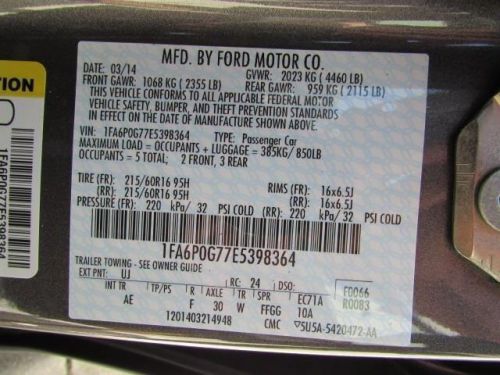 MFD. BY FORD MOTOR CO.
DATE: 03/14 GVWR: 2023 KG ( 4460 LB)
FRONT GAWR: 1068 KG ( 2355 LB) REAR GAWR: 959 KG ( 2115 LB)
THIS VEHICLE CONFORMS TO ALL APPLICABLE FEDERAL MOTOR
VEHICLE SAFETY, BUMPER, AND THEFT PREVENTION STANDARDS
IN EFFECT ON THE DATE OF MANUFACTURE SHOWN ABOVE.
VIN: 1FA6P0G77E5398364 TYPE: Passenger Car
MAXIMUM LOAD = OCCUPANTS + LUGGAGE = 385KG/ 850LB
OCCUPANTS = 5 TOTAL: 2 FRONT, 3 REAR
TIRE (FR): 215/60R16 95H RIMS (FR): 16x6.5J
(RR): 215/60R16 95H (RR): 16x6.5J
PRESSURE (FR): 220 kPa/ 32 PSI COLD (RR): 220 kPa/ 32 PSI COLD
1FA6P0G77E5398364
TRAILER TOWING - SEE OWNER GUIDE
EXT PNT: UJ RC: 24 DSO: F0066
INT TR TP/PS R AXLE TR SPR EC71A R0083
AE F 30 W FFGG 10A
1201403214948 CMC 5U5A-5420472-AA
1FA6P0G77E5398364